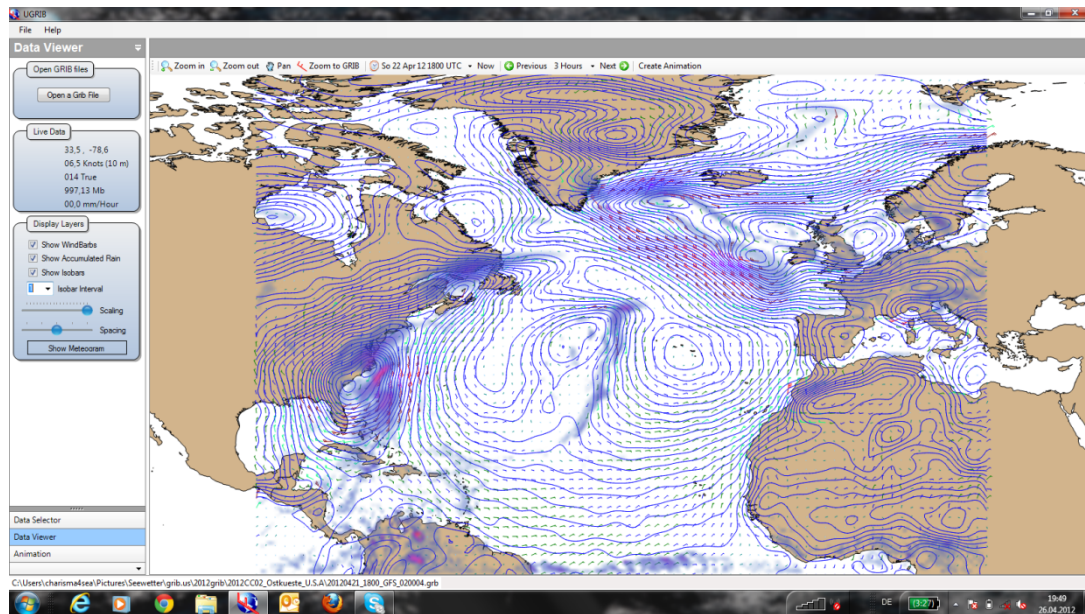 UGRIB
File Help
Data Viewer
Open GRIB files
Open a Grib File
Live Data
33,5 , -78,6
06,5 Knots (10 m)
014 True
997,13 Mb
00,0 mm/Hour
Display Layers
Show WindBarbs
Show Accumulated Rain
Show Isobars
1 Isobar Interval
Scaling
Spacing
Show Meteogram
Data Selector
Data Viewer
Animation
Zoom in Zoom out Pan Zoom to GRIB So 22 Apr 12 1800 UTC Now Previous 3 Hours Next Create Animation
C:\Users\charisma4sea\Pictures\Seewetter\grib.us\2012grib\2012CC02_Ostkueste_U.S.A\20120421_1800_GFS_020004.grb
DE (3:27) 19:49
26.04.2012